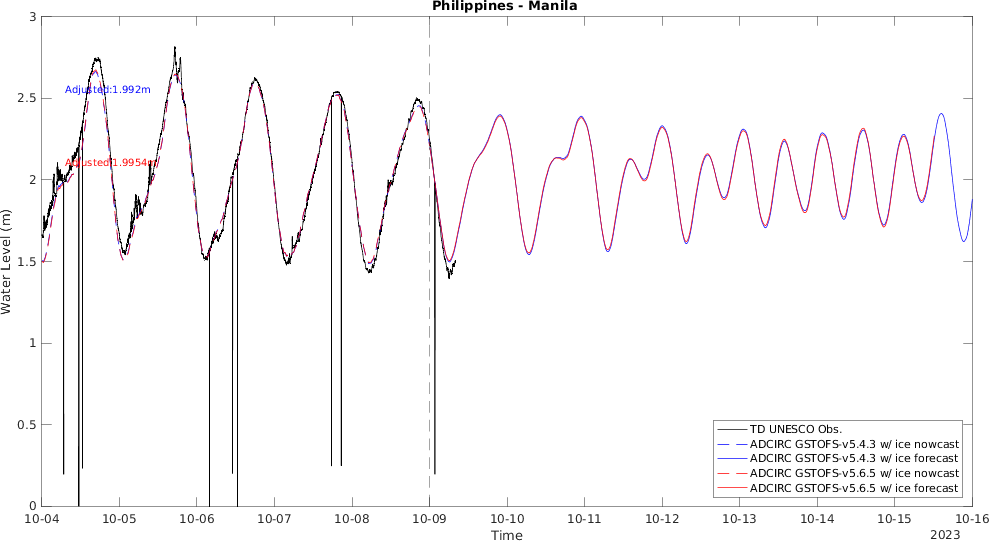 Philippines - Manila
3
2.5
2
1.5
1
0.5
0
Water Level (m)
Adjusted:1.992m
Adjusted:1.9954m
TD UNESCO Obs.
ADCIRC GSTOFS-v5.4.3 w/ ice nowcast
ADCIRC GSTOFS-v5.4.3 w/ ice forecast
ADCIRC GSTOFS-v5.6.5 w/ ice nowcast
ADCIRC GSTOFS-v5.6.5 w/ ice forecast
10-04 10-05 10-06 10-07 10-08 10-09 10-10 10-11 10-12 10-13 10-14 10-15 10-16
Time
2023